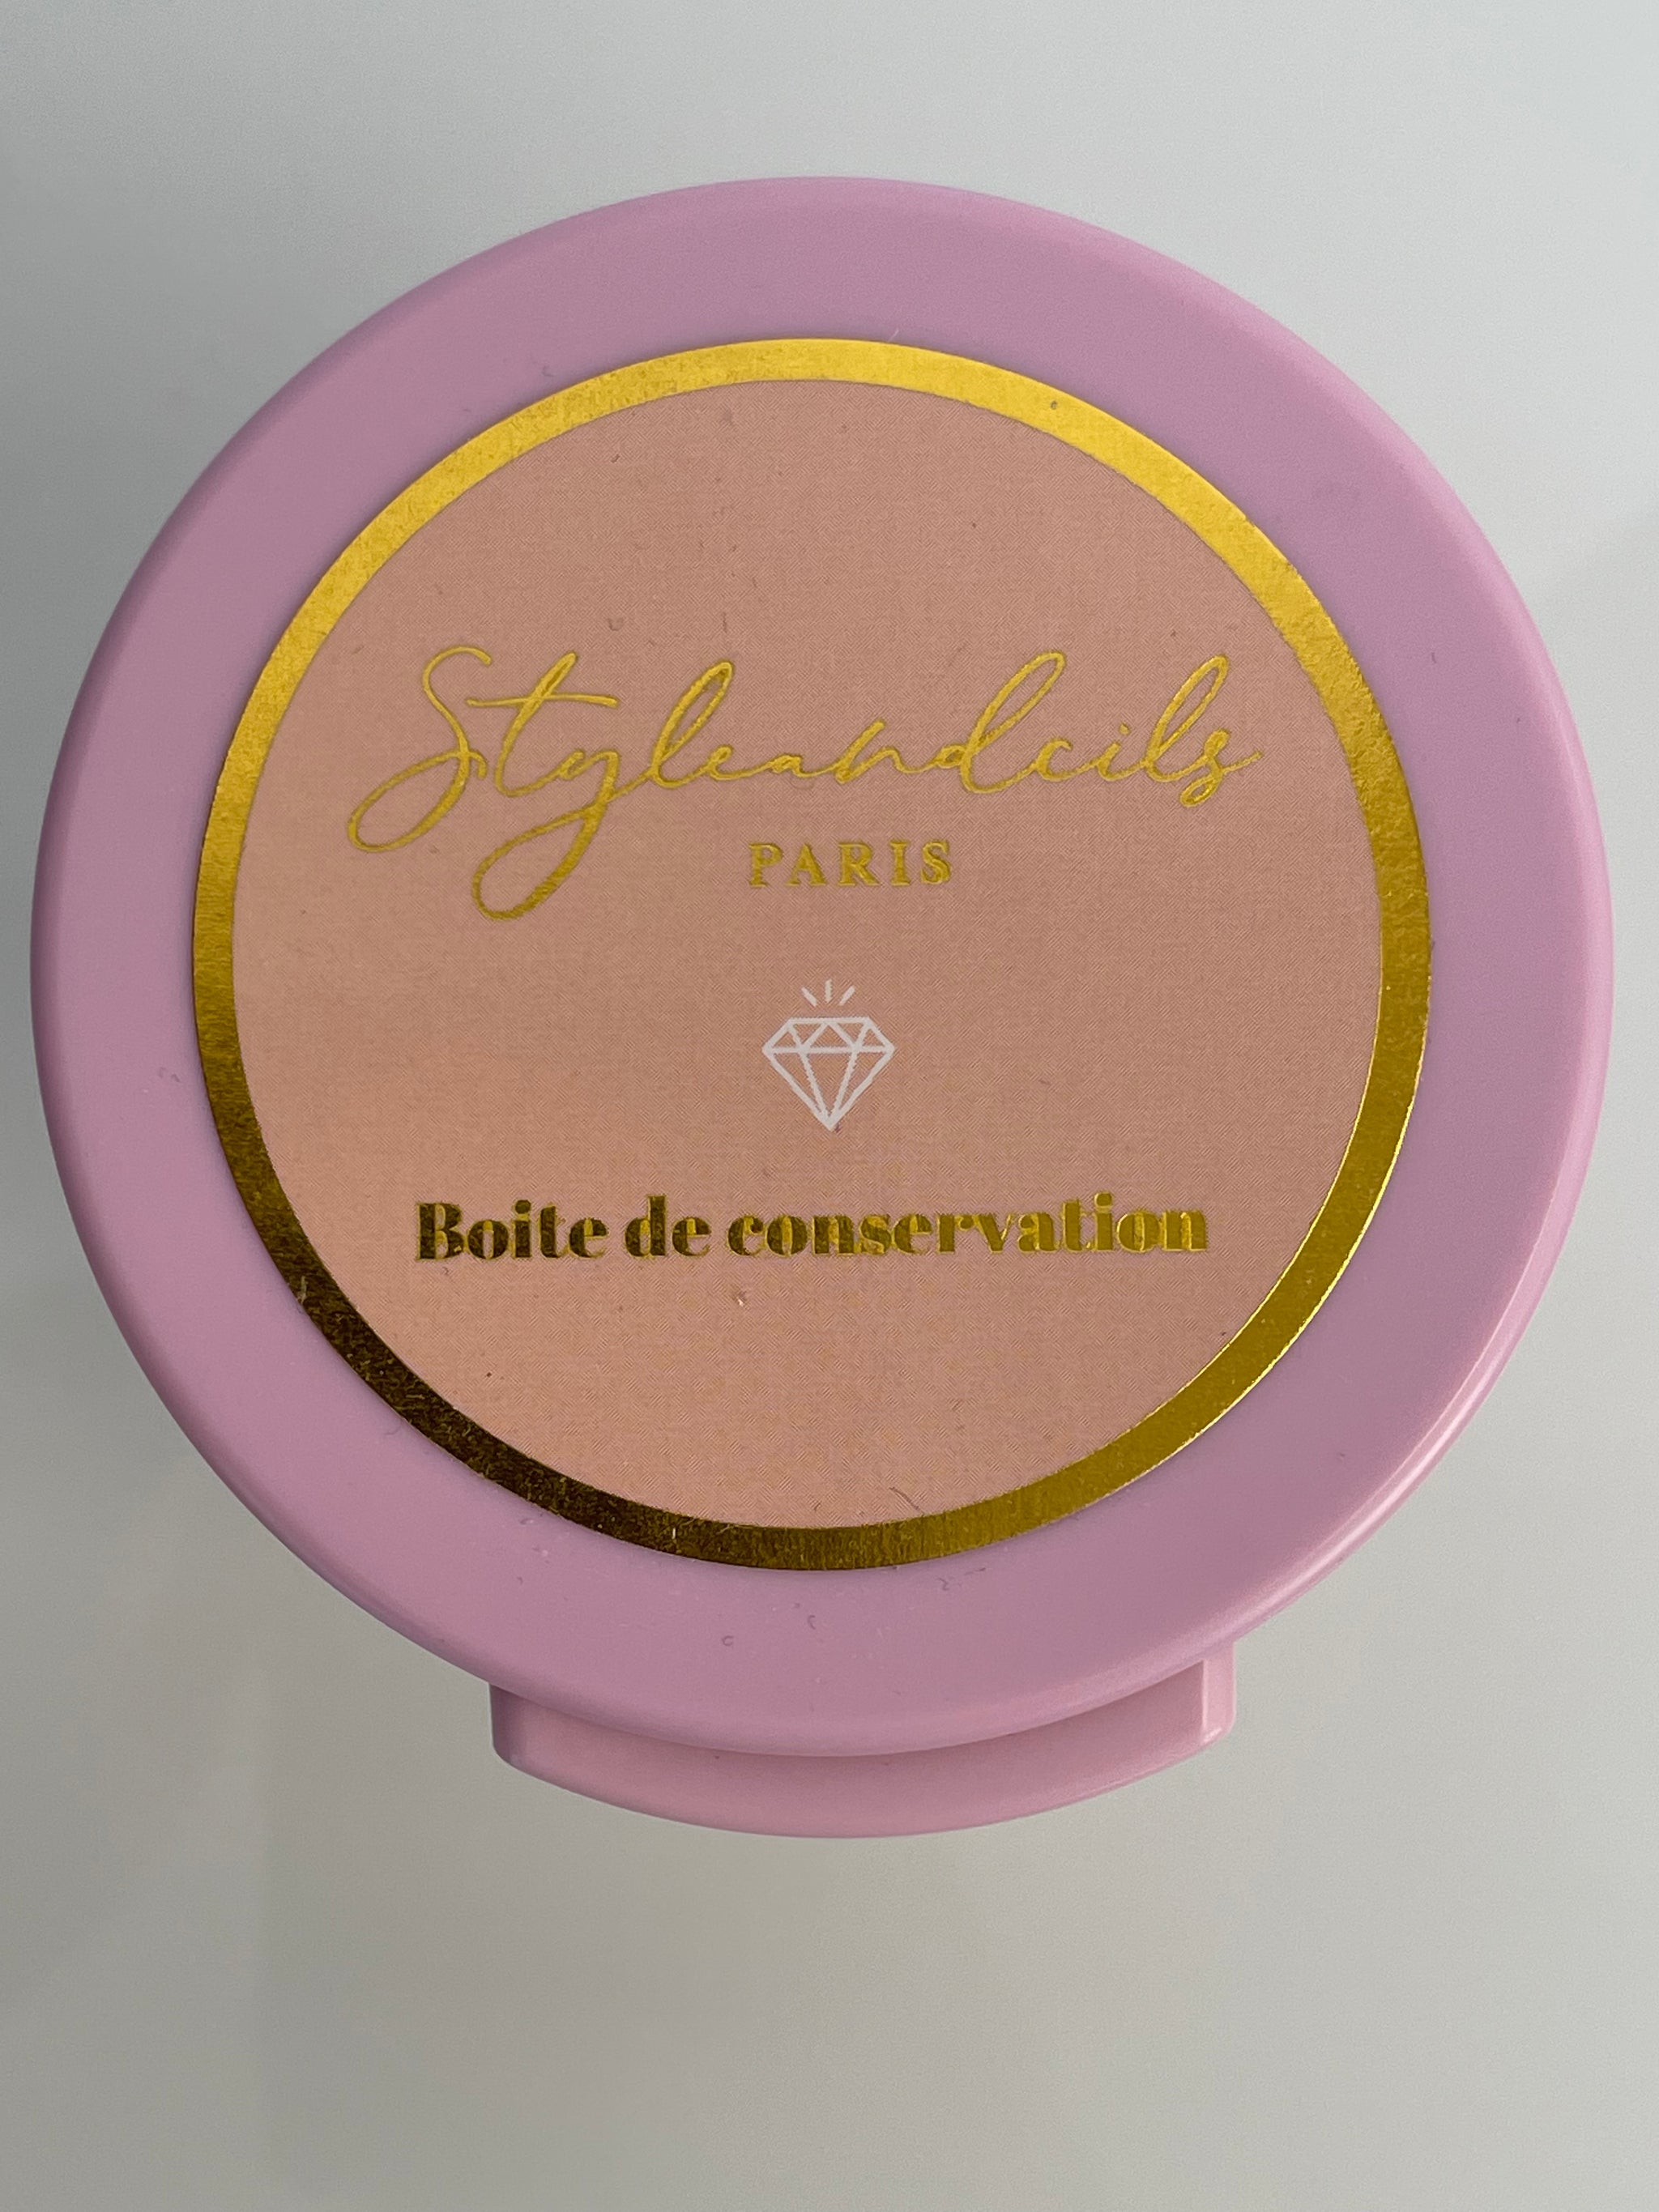 Styleandcils
PARIS
Boite de conservation